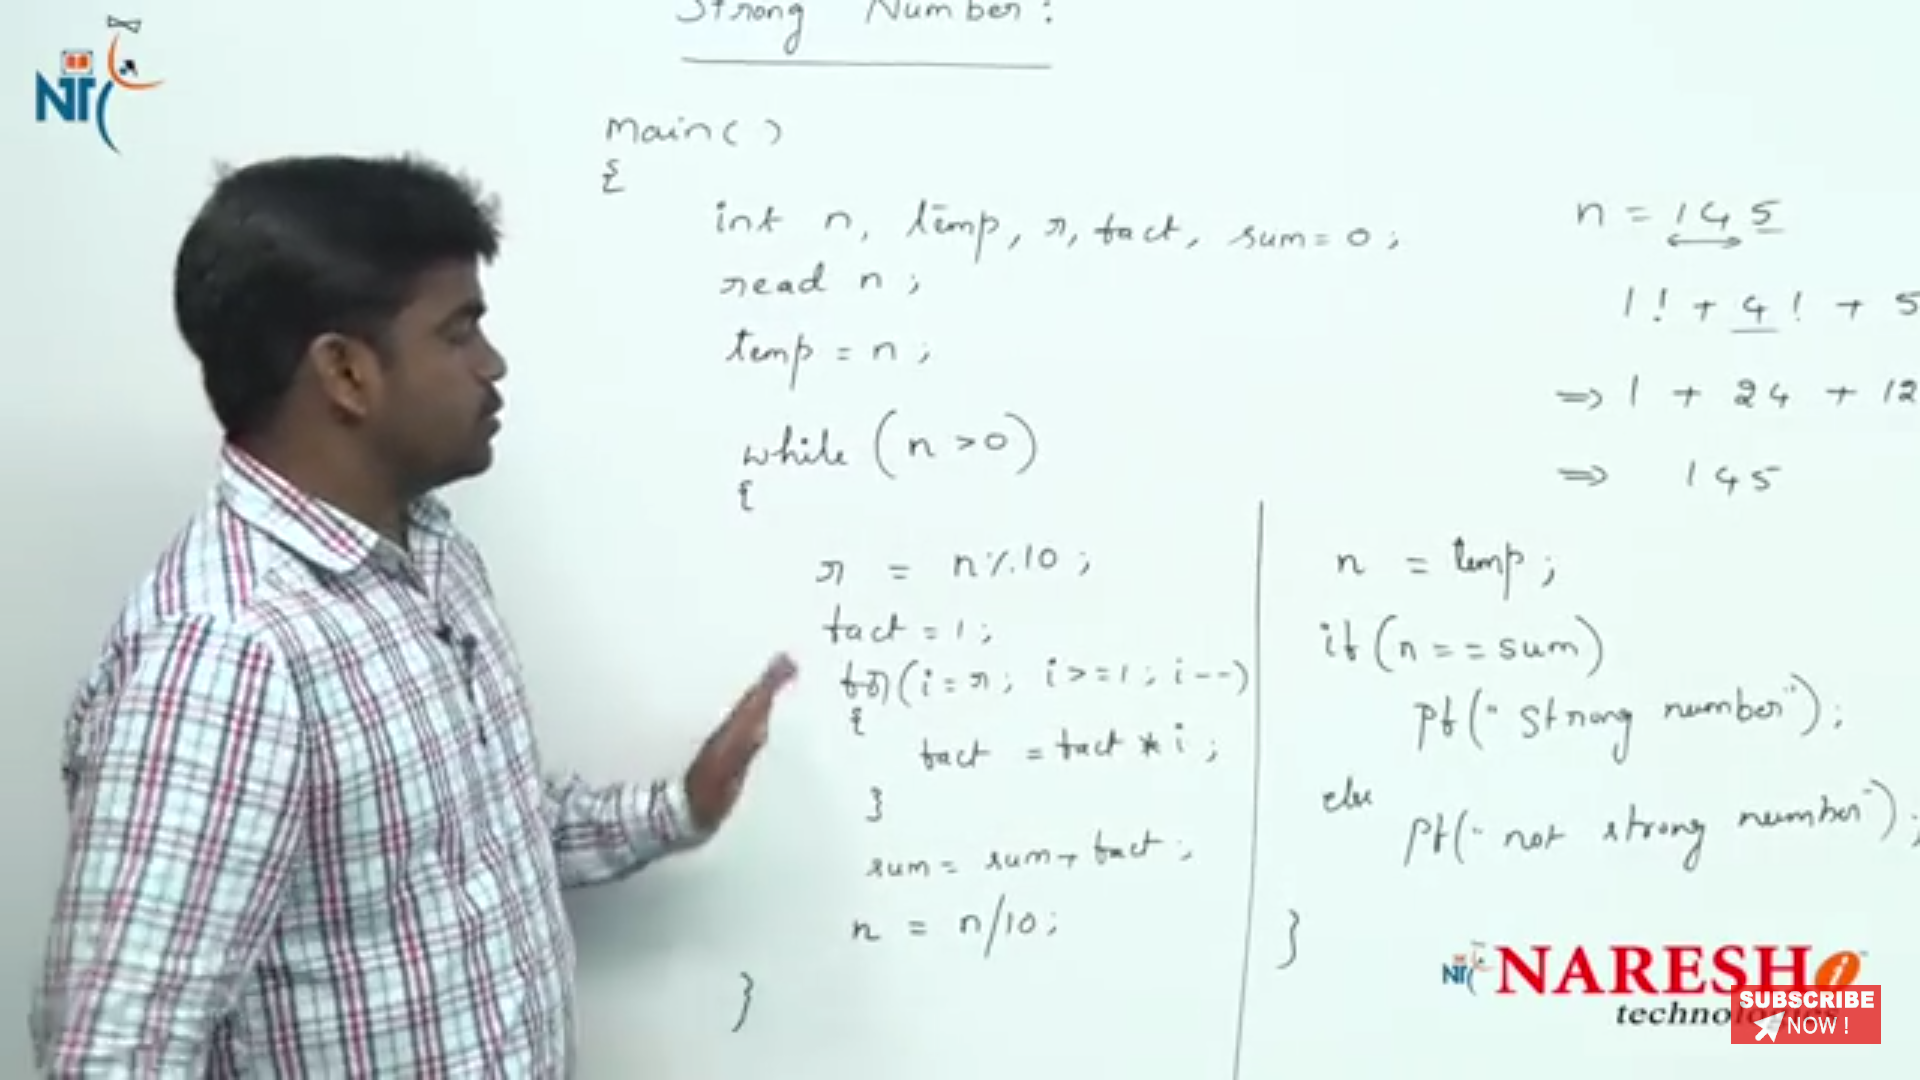 Strong Number :
NT
main( )
{
int n, temp, r, fact, sum = 0 ;
read n ;
temp = n ;
while (n > 0)
{
r = n % 10 ;
fact = 1 ;
for (i = r ; i >= 1 ; i--)
{
fact = fact * i ;
}
sum = sum + fact ;
n = n/10 ;
}
n = 145
1! + 4! + 5
=> 1 + 24 + 12
=> 145
n = temp ;
if (n == sum)
pf(" Strong number");
else
pf(" not strong number");
}
NT NARESH i
technologies
SUBSCRIBE
NOW !